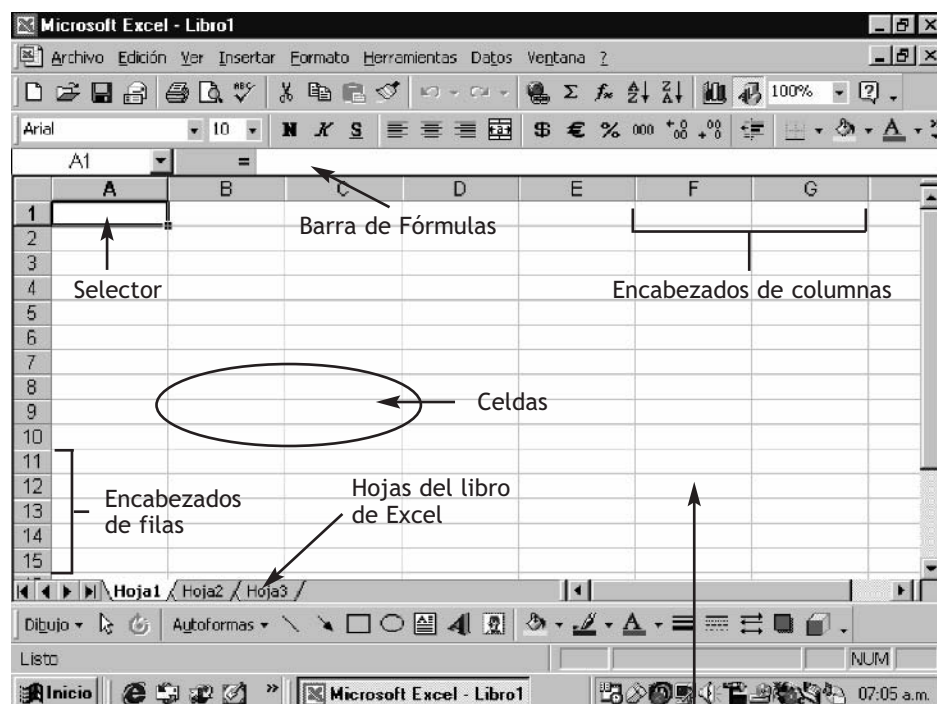 Microsoft Excel - Libro1
Archivo Edición Ver Insertar Formato Herramientas Datos Ventana ?
100%
Arial 10 N K S $ € % 000
A1 =
A B C D E F G
1
Barra de Fórmulas
2
3
4 Selector Encabezados de columnas
5
6
7
8
Celdas
9
10
11
12 Hojas del libro
Encabezados de Excel
13
de filas
14
15
Hoja1 Hoja2 Hoja3
Dibujo Autoformas
Listo NUM
Inicio » Microsoft Excel - Libro1 07:05 a.m.